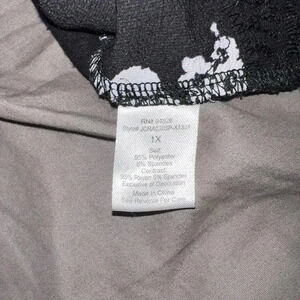 1X
Self:
95% Polyester
5% Spandex
Contrast:
95% Rayon 5% Spandex
Exclusive of Decoration
Made in China
See Reverse For Care